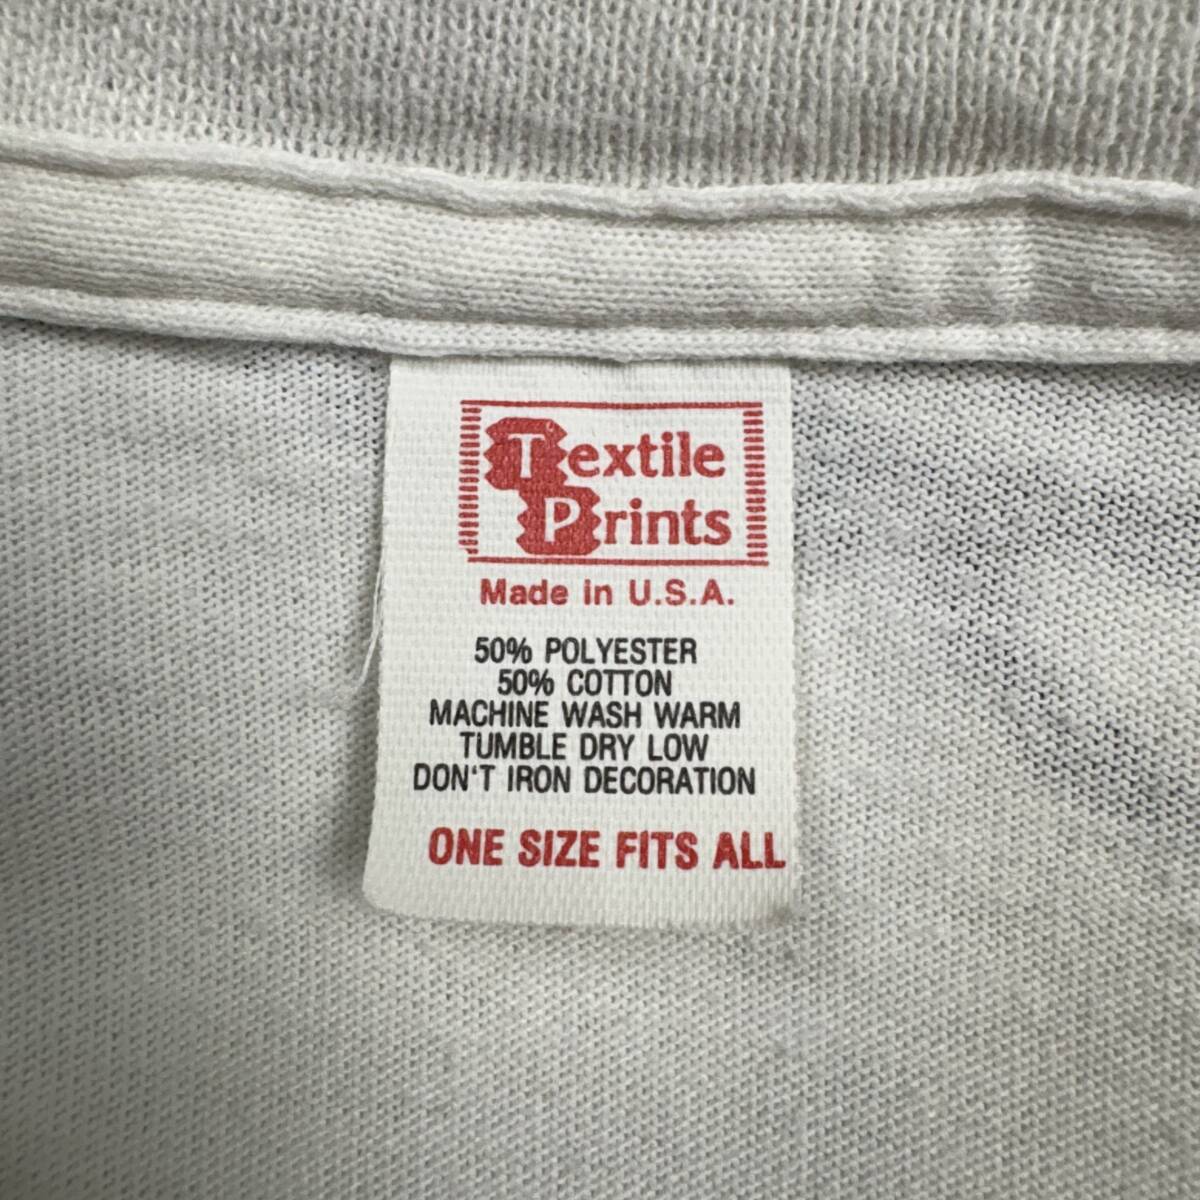 Textile
Prints
Made in U.S.A.
50% POLYESTER
50% COTTON
MACHINE WASH WARM
TUMBLE DRY LOW
DON'T IRON DECORATION
ONE SIZE FITS ALL